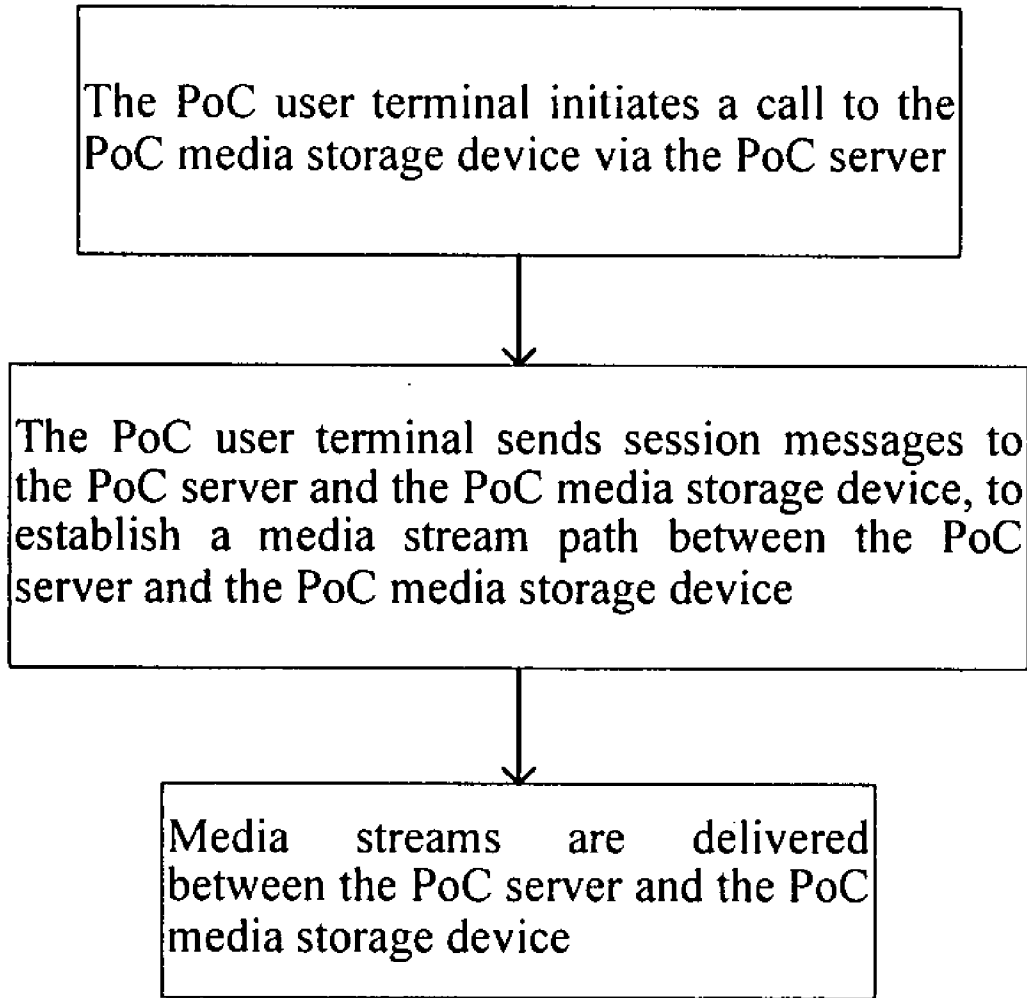 The PoC user terminal initiates a call to the
PoC media storage device via the PoC server
The PoC user terminal sends session messages to
the PoC server and the PoC media storage device, to
establish a media stream path between the PoC
server and the PoC media storage device
Media streams are delivered
between the PoC server and the PoC
media storage device